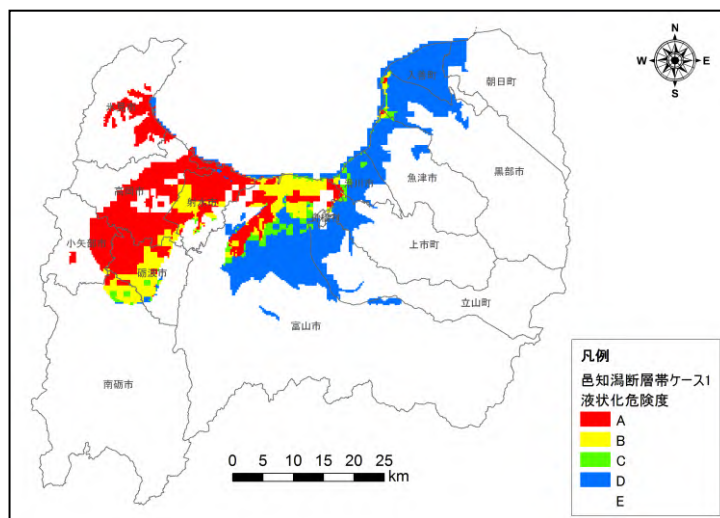 N
W E
S
入善町
朝日町
氷見市
黒部市
魚津市
高岡市
射水市
滑川市
舟橋村
上市町
小矢部市
砺波市
立山町
富山市
南砺市
凡例
邑知潟断層帯ケース1
液状化危険度
A
B
C
D
E
0 5 10 15 20 25
km